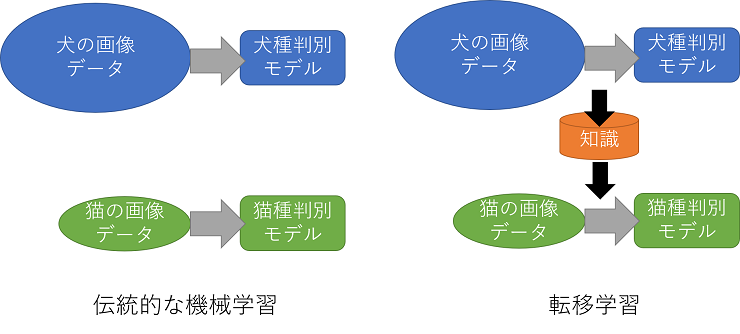 犬の画像
データ
犬種判別
モデル
猫の画像
データ
猫種判別
モデル
伝統的な機械学習
犬の画像
データ
犬種判別
モデル
知識
猫の画像
データ
猫種判別
モデル
転移学習